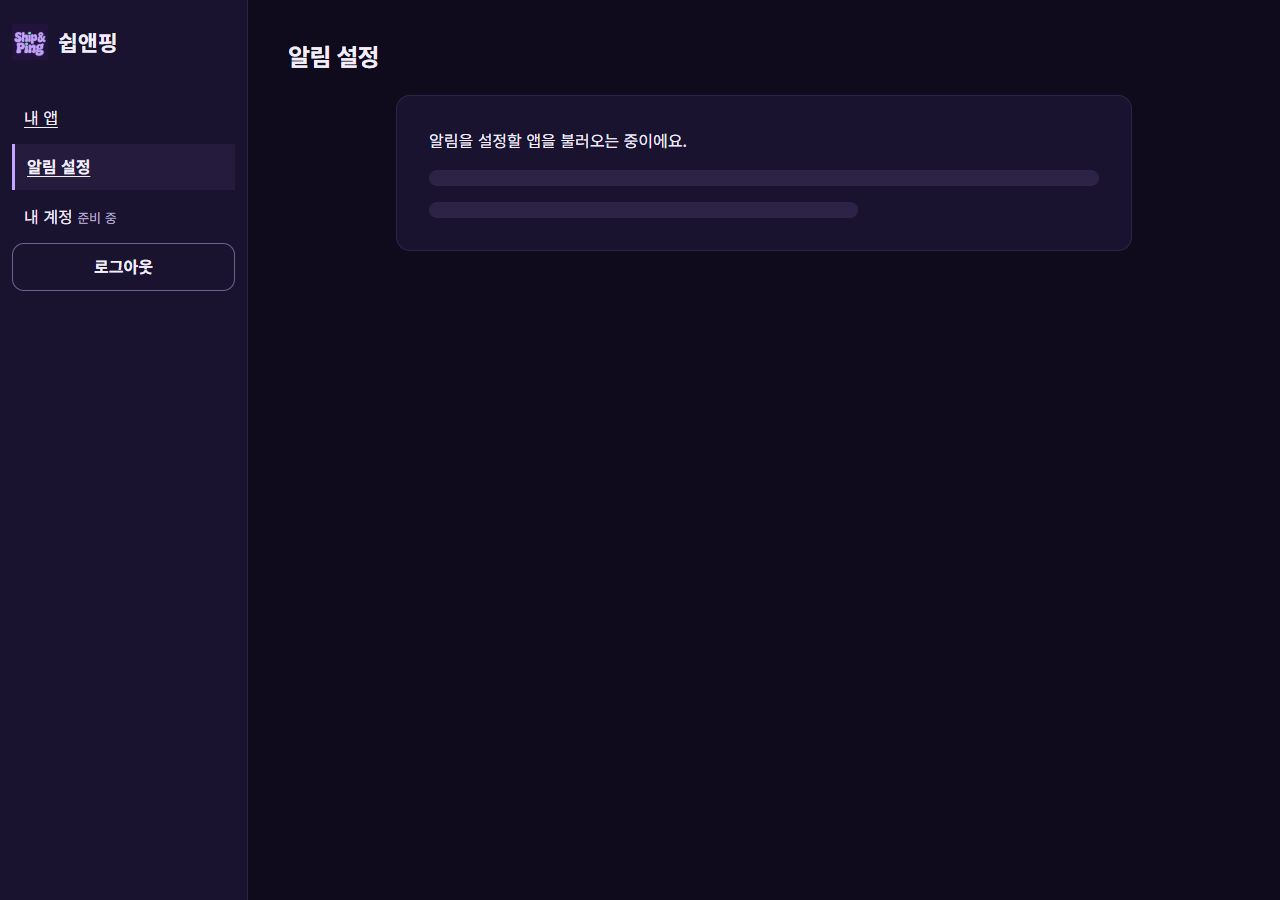 Ship&
Ping
쉽앤핑
내 앱
알림 설정
내 계정 준비 중
로그아웃
알림 설정
알림을 설정할 앱을 불러오는 중이에요.